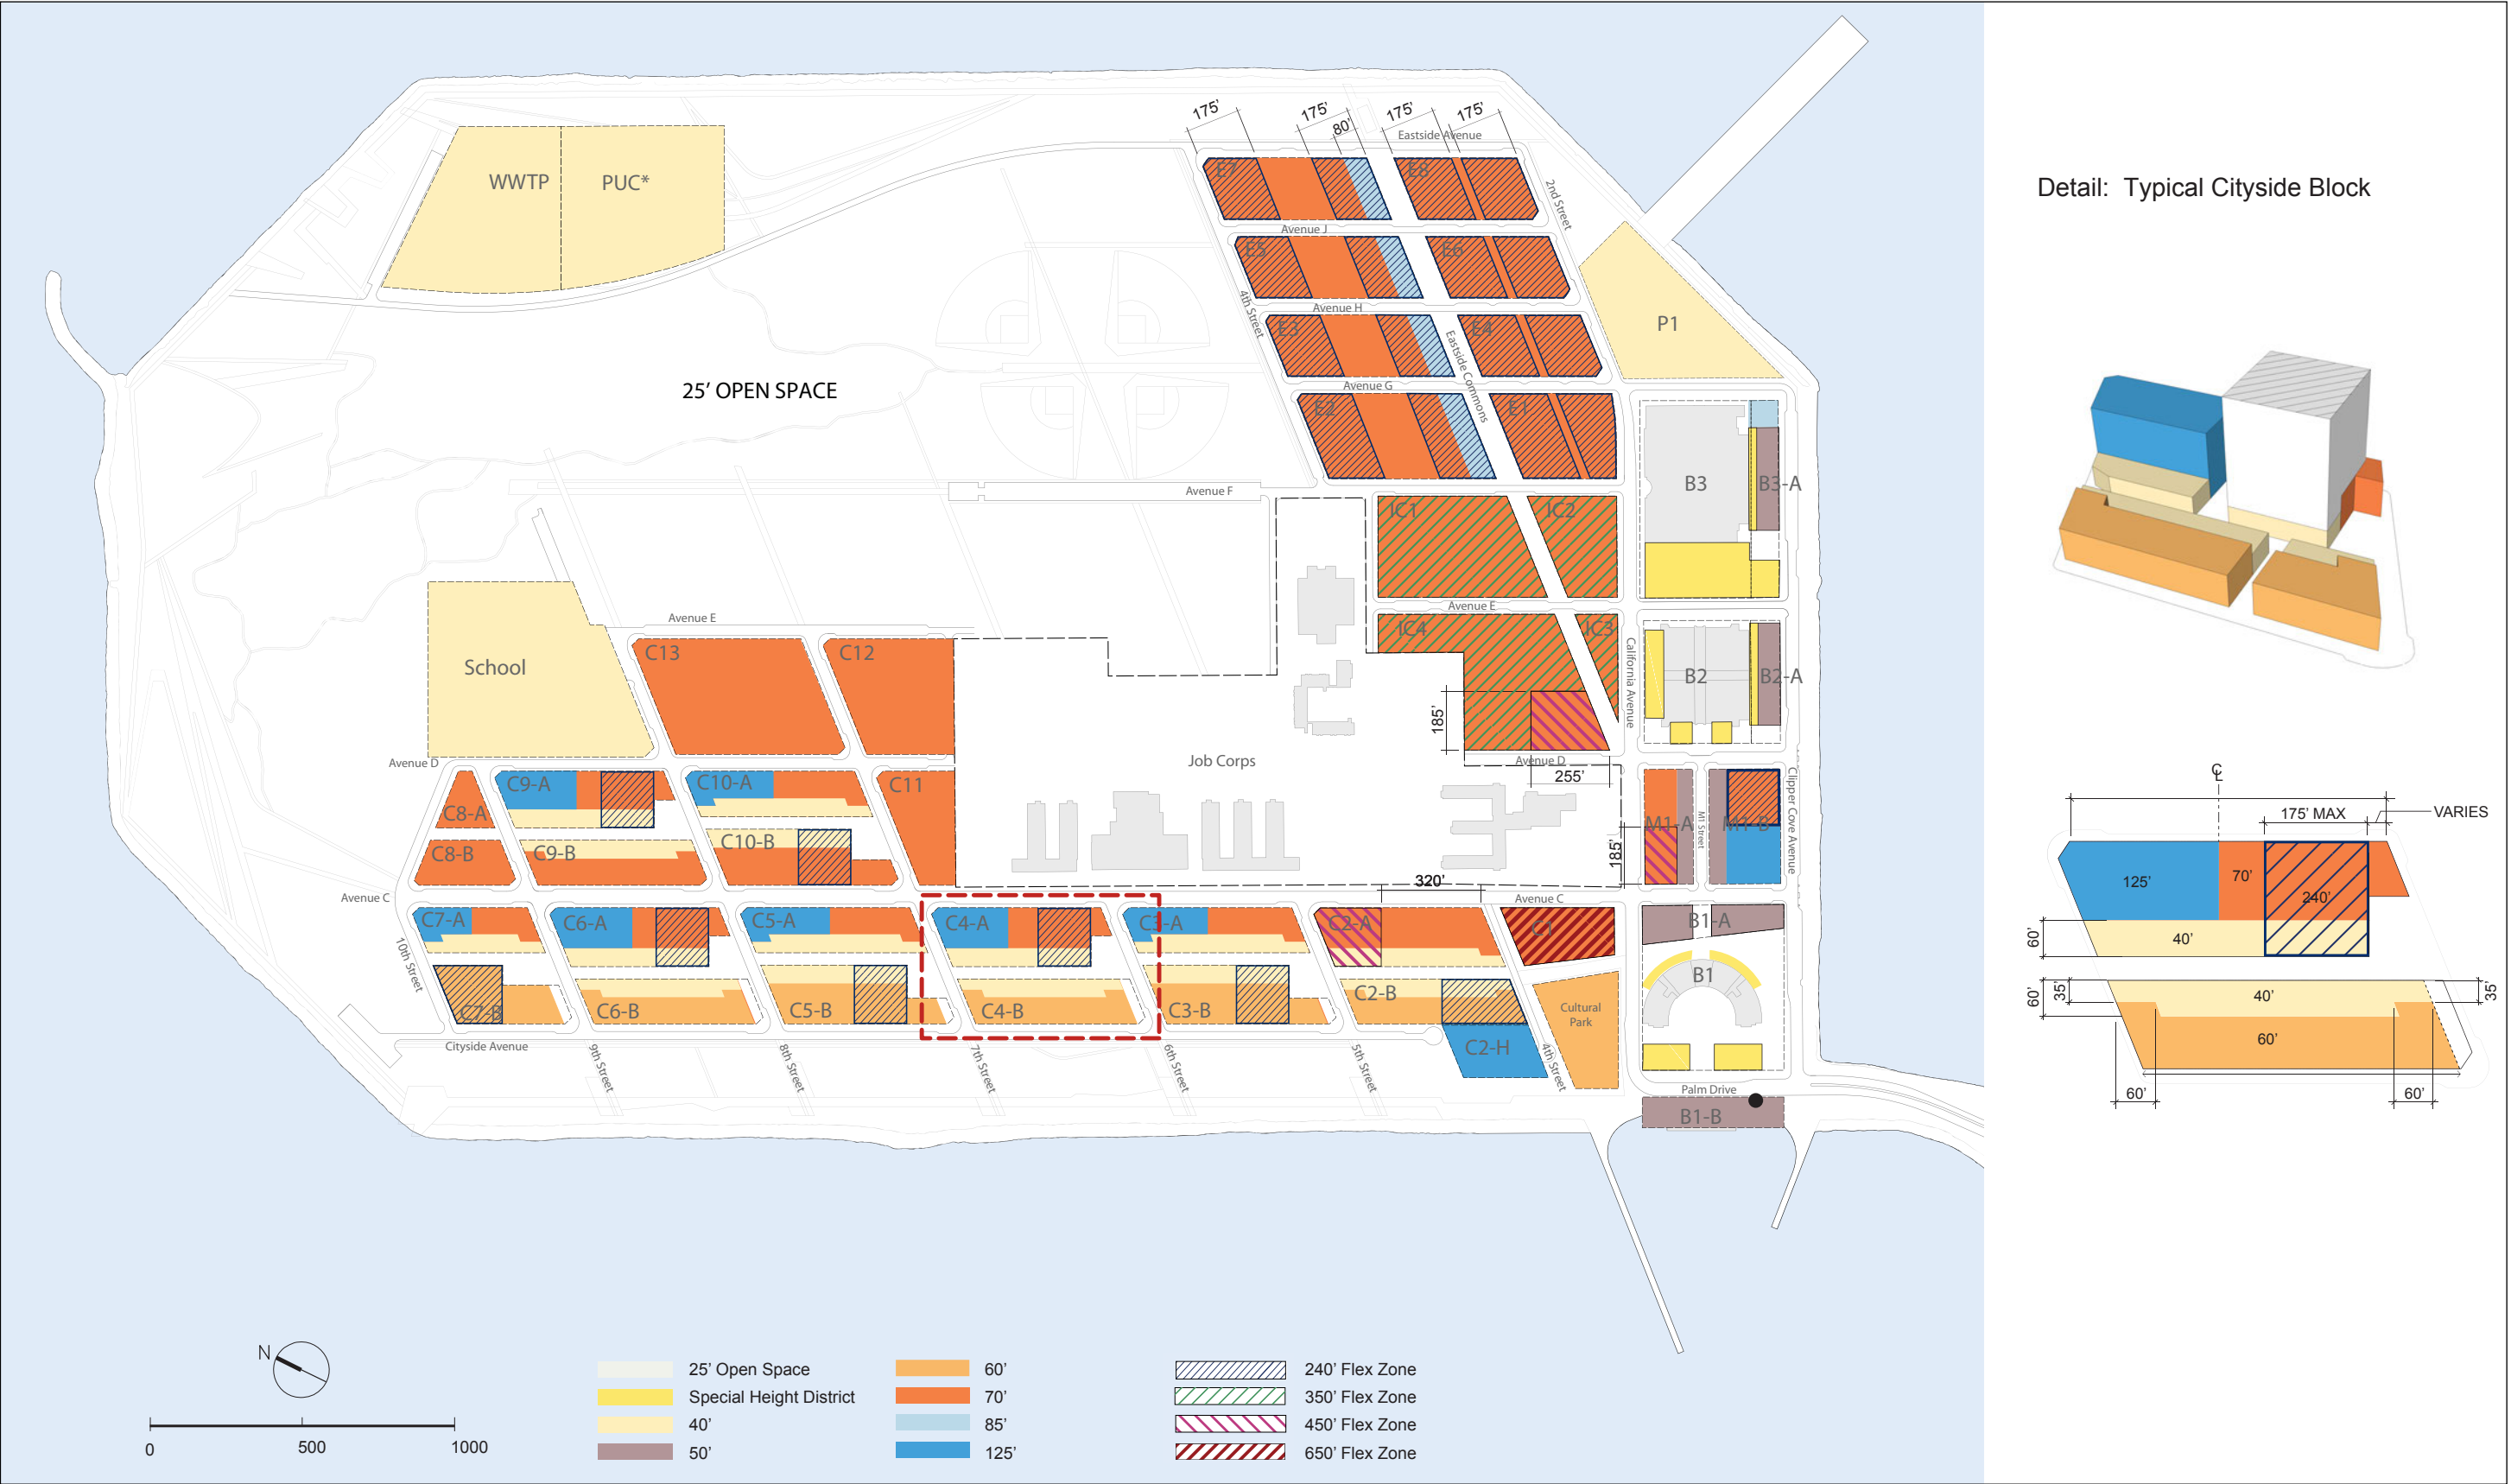 175'
175'
80'
175'
175'
Eastside Avenue
E7
E8
2nd Street
WWTP
PUC*
Avenue J
E5
E6
4th Street
Avenue H
E3
E4
Eastside Commons
P1
Avenue G
E2
E1
25' OPEN SPACE
Avenue F
B3
B3-A
IC1
IC2
Avenue E
IC4
IC3
California Avenue
B2
B2-A
185'
255'
Avenue D
Avenue E
School
C13
C12
Job Corps
Avenue D
C8-A
C9-A
C10-A
C11
C8-B
C9-B
C10-B
M1-A
M1 Street
M1-B
Clipper Cove Avenue
185'
Avenue C
320'
Avenue C
C7-A
C6-A
C5-A
C4-A
C3-A
C2-A
C1
B1-A
10th Street
C7-B
C6-B
C5-B
C4-B
C3-B
C2-B
C2-H
Cultural
Park
B1
Cityside Avenue
9th Street
8th Street
7th Street
6th Street
5th Street
4th Street
Palm Drive
B1-B
N
0
500
1000
25' Open Space
Special Height District
40'
50'
60'
70'
85'
125'
240' Flex Zone
350' Flex Zone
450' Flex Zone
650' Flex Zone
Detail: Typical Cityside Block
℄
175' MAX
VARIES
125'
70'
240'
60'
40'
60'
35'
40'
35'
60'
60'
60'